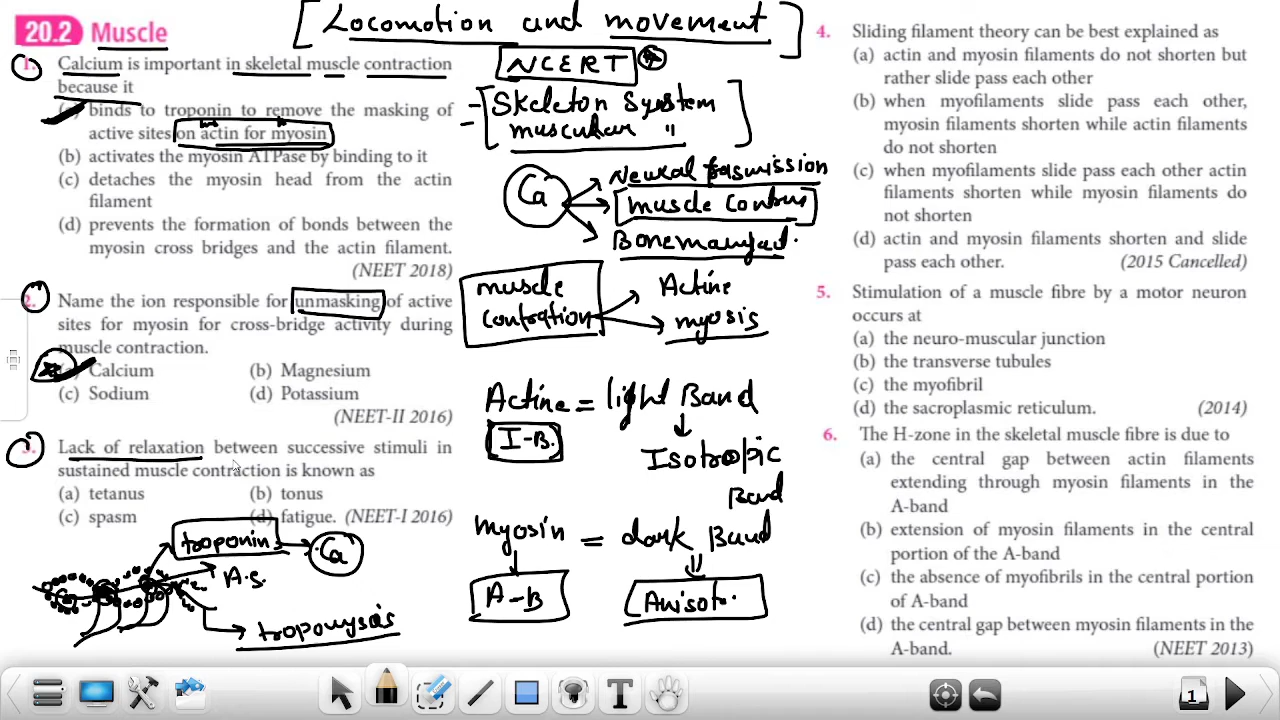 [ Locomotion and movement ]
20.2 Muscle
1. Calcium is important in skeletal muscle contraction
because it
(a) binds to troponin to remove the masking of
active sites on actin for myosin
(b) activates the myosin ATPase by binding to it
(c) detaches the myosin head from the actin
filament
(d) prevents the formation of bonds between the
myosin cross bridges and the actin filament.
(NEET 2018)
2. Name the ion responsible for unmasking of active
sites for myosin for cross-bridge activity during
muscle contraction.
(a) Calcium (b) Magnesium
(c) Sodium (d) Potassium
(NEET-II 2016)
3. Lack of relaxation between successive stimuli in
sustained muscle contraction is known as
(a) tetanus (b) tonus
(c) spasm (d) fatigue. (NEET-I 2016)
troponin Ca
A.S.
tropomysis
NCERT
Skeleton System
muscular "
Ca
Neural
muscle
Bone
muscle
Actine
myosis
Actine = light Band
I-B.
Isotropic
Band
myosin = dark Band
A-B
Anisot.
4. Sliding filament theory can be best explained as
(a) actin and myosin filaments do not shorten but
rather slide pass each other
(b) when myofilaments slide pass each other,
myosin filaments shorten while actin filaments
do not shorten
(c) when myofilaments slide pass each other actin
filaments shorten while myosin filaments do
not shorten
(d) actin and myosin filaments shorten and slide
pass each other. (2015 Cancelled)
5. Stimulation of a muscle fibre by a motor neuron
occurs at
(a) the neuro-muscular junction
(b) the transverse tubules
(c) the myofibril
(d) the sacroplasmic reticulum. (2014)
6. The H-zone in the skeletal muscle fibre is due to
(a) the central gap between actin filaments
extending through myosin filaments in the
A-band
(b) extension of myosin filaments in the central
portion of the A-band
(c) the absence of myofibrils in the central portion
of A-band
(d) the central gap between myosin filaments in the
A-band. (NEET 2013)
T
1